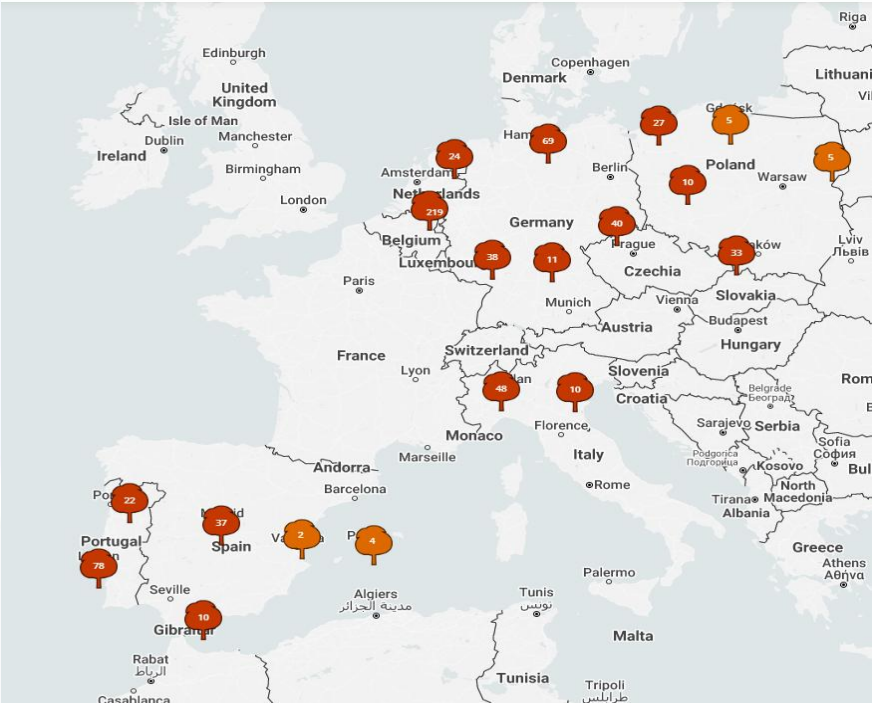 Riga
Edinburgh
Copenhagen
Denmark
Lithuani
United
Kingdom
Isle of Man
Dublin
Manchester
Ireland
Birmingham
London
Amsterdam
Netherlands
Berlin
Poland
Warsaw
Germany
Belgium
Luxembou
Prague
Czechia
Lviv
Львів
Paris
Munich
Vienna
Slovakia
Austria
Budapest
Hungary
France
Switzerland
Lyon
Slovenia
Croatia
Rom
Belgrade
Београд
Monaco
Florence
Italy
Sarajevo
Serbia
Sofia
София
Marseille
Andorra
Barcelona
Rome
Podgorica
Подгорица
Kosovo
Bul
North
Macedonia
Tirana
Albania
Portugal
Spain
Seville
Gibraltar
Algiers
مدينة الجزائر
Palermo
Tunis
تونس
Greece
Athens
Αθήνα
Malta
Rabat
الرباط
Casablanca
Tunisia
Tripoli
طرابلس
27
5
69
24
5
10
219
40
38
11
33
48
10
22
37
2
4
78
10